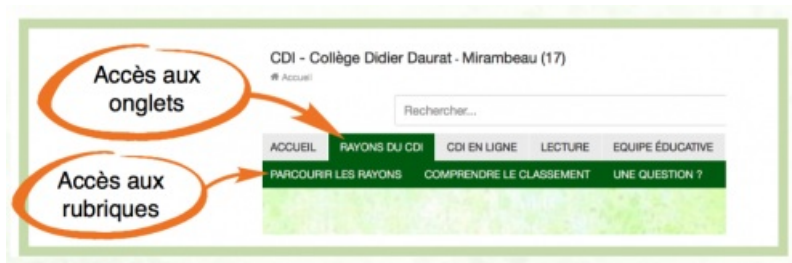 CDI - Collège Didier Daurat - Mirambeau (17)
Accueil
Accès aux
onglets
Rechercher...
ACCUEIL RAYONS DU CDI CDI EN LIGNE LECTURE EQUIPE ÉDUCATIVE
PARCOURIR LES RAYONS COMPRENDRE LE CLASSEMENT UNE QUESTION ?
Accès aux
rubriques